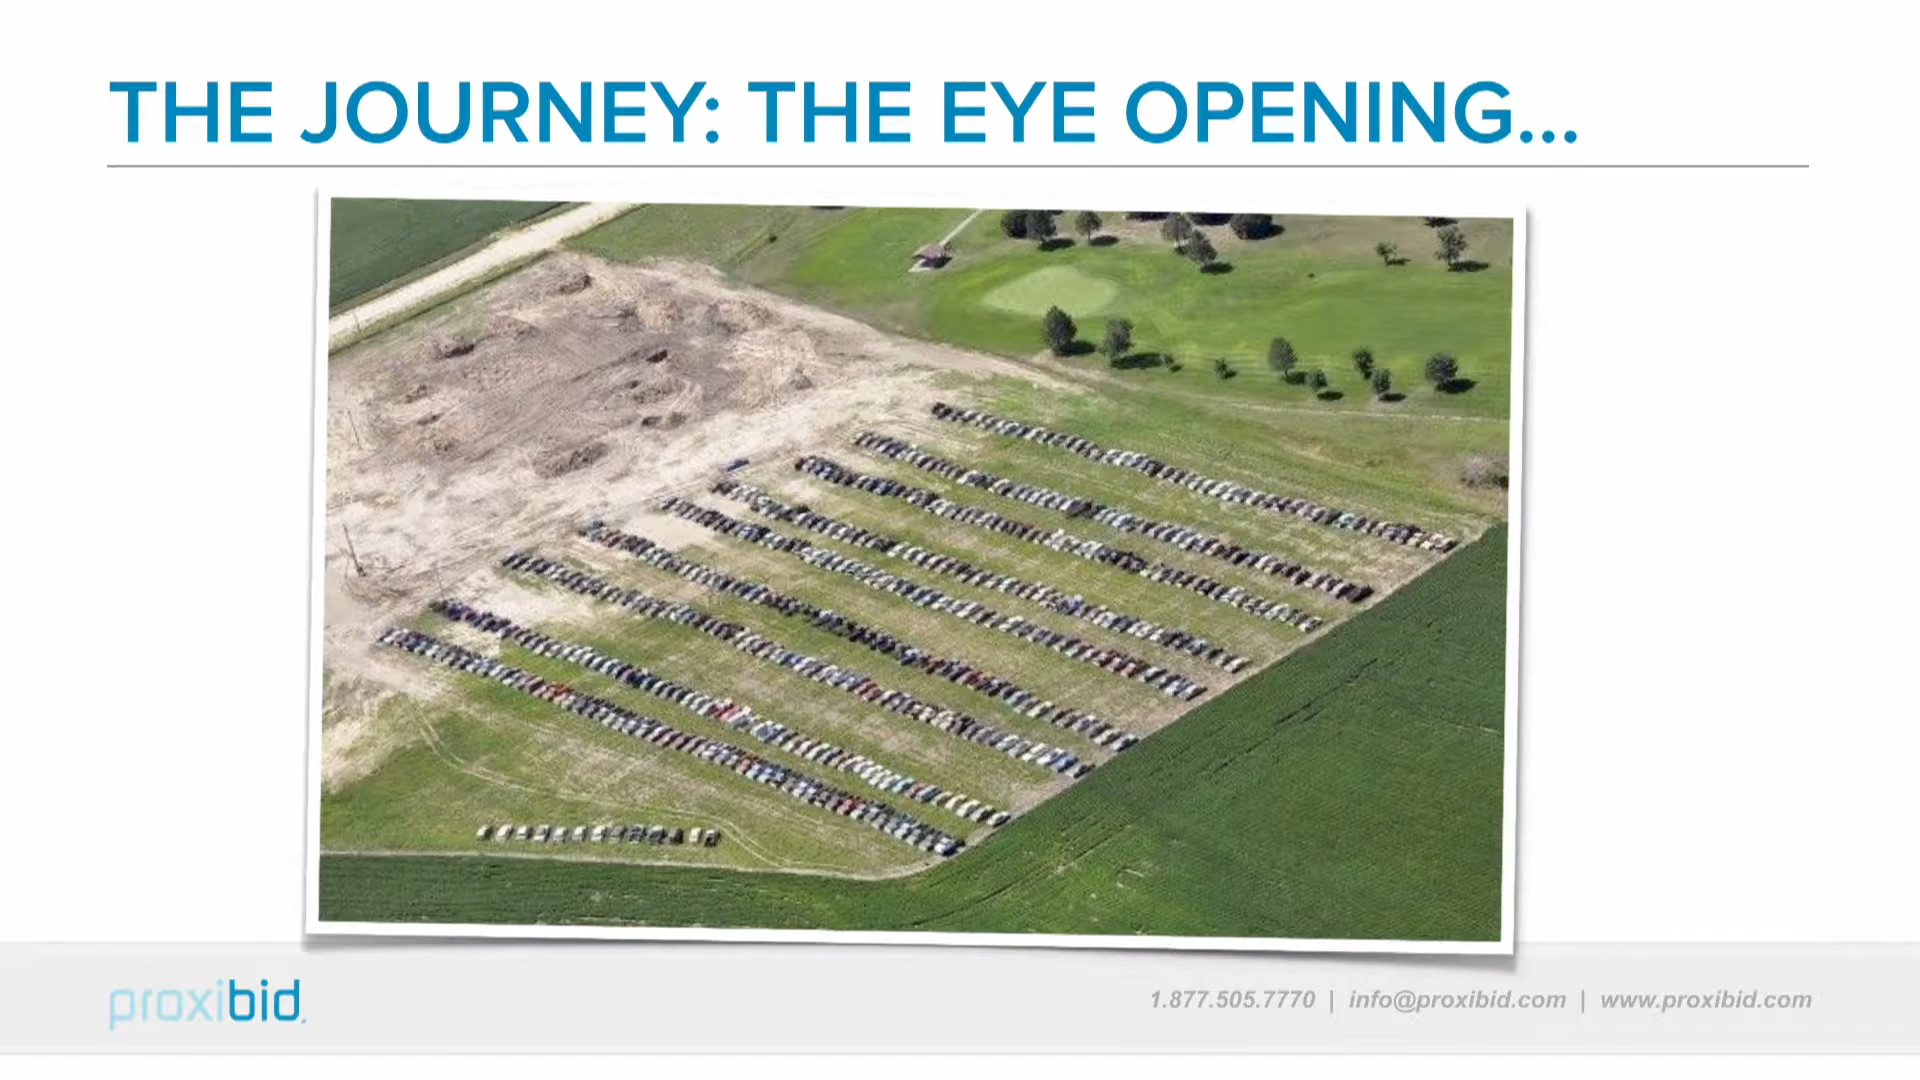 THE JOURNEY: THE EYE OPENING...
proxibid.
1.877.505.7770 | info@proxibid.com | www.proxibid.com